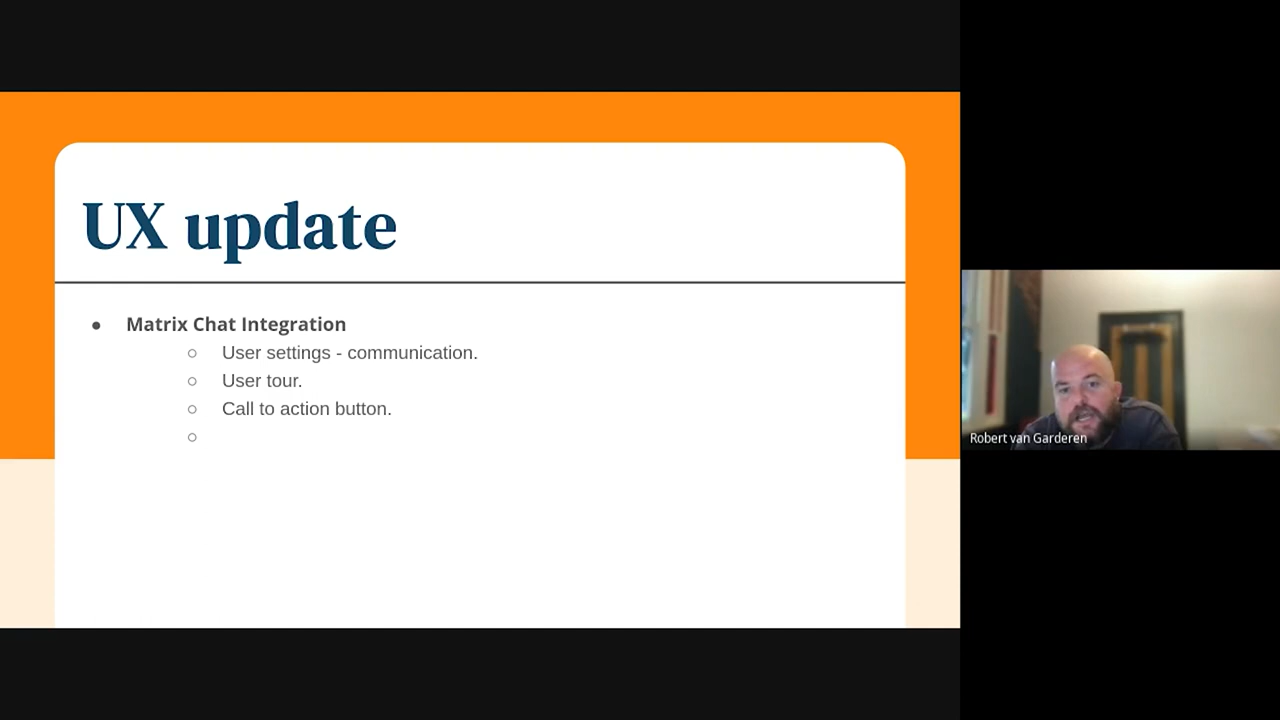 UX update
● Matrix Chat Integration
○ User settings - communication.
○ User tour.
○ Call to action button.
○
Robert van Garderen